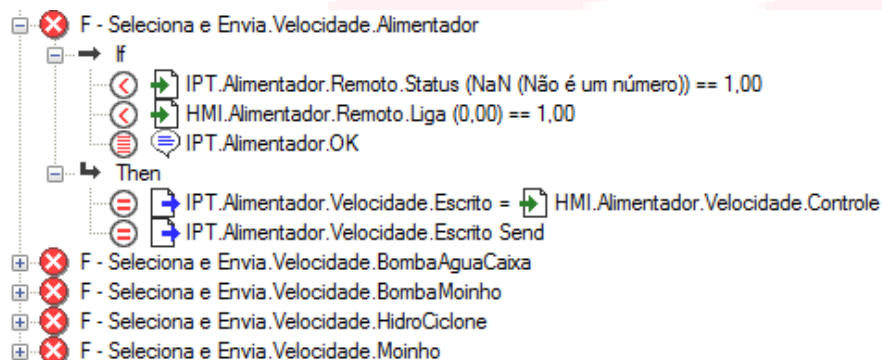 F - Seleciona e Envia.Velocidade.Alimentador
If
IPT.Alimentador.Remoto.Status (NaN (Não é um número)) == 1,00
HMI.Alimentador.Remoto.Liga (0,00) == 1,00
IPT.Alimentador.OK
Then
IPT.Alimentador.Velocidade.Escrito = HMI.Alimentador.Velocidade.Controle
IPT.Alimentador.Velocidade.Escrito Send
F - Seleciona e Envia.Velocidade.BombaAguaCaixa
F - Seleciona e Envia.Velocidade.BombaMoinho
F - Seleciona e Envia.Velocidade.HidroCiclone
F - Seleciona e Envia.Velocidade.Moinho